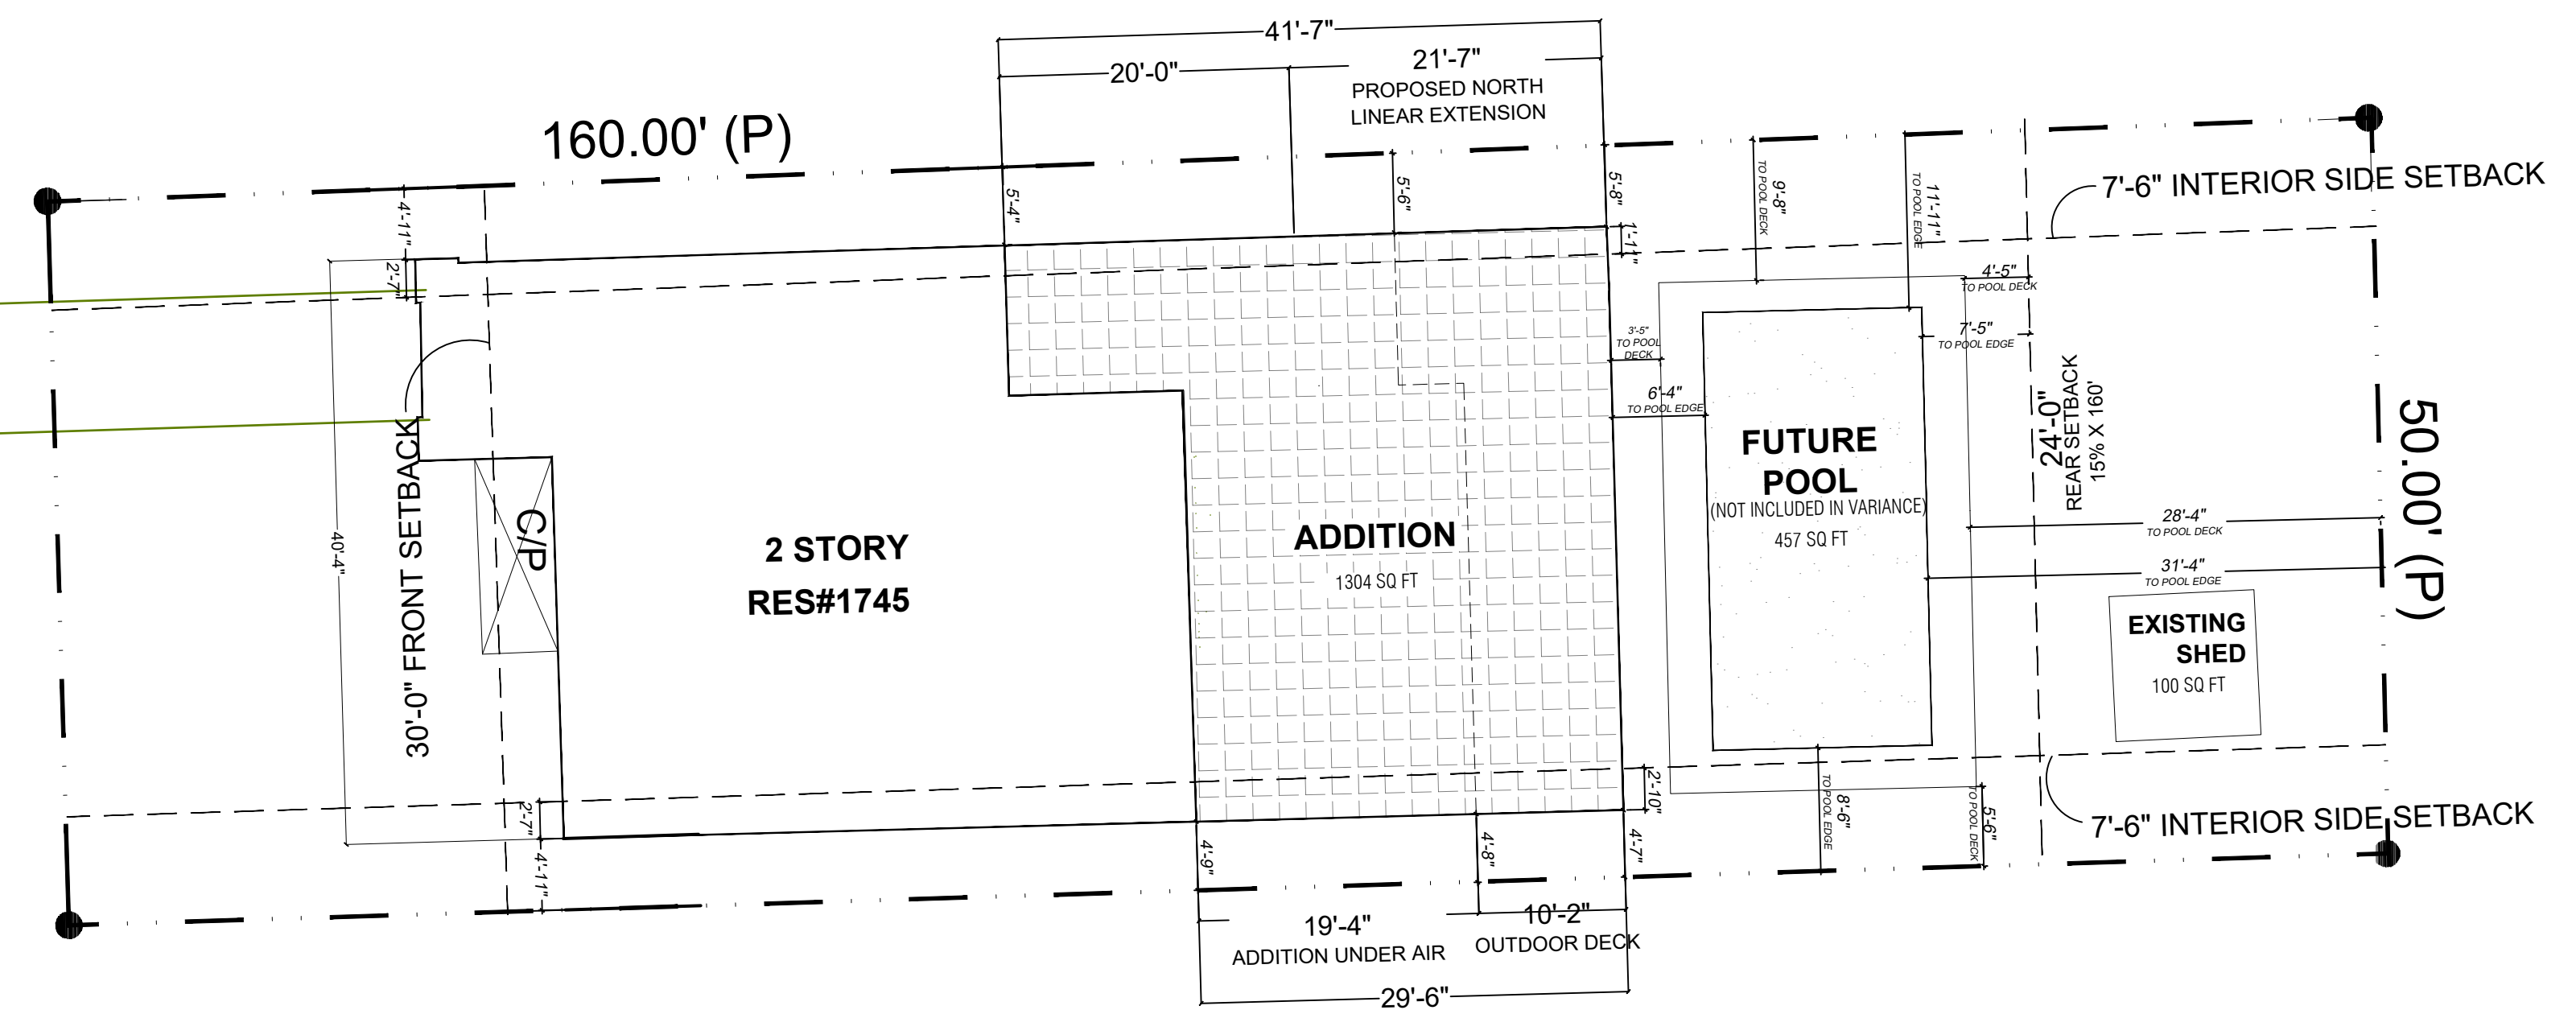 41'-7"
20'-0"
21'-7"
PROPOSED NORTH
LINEAR EXTENSION
160.00' (P)
7'-6" INTERIOR SIDE SETBACK
4'-11"
2'-7"
5'-4"
5'-6"
5'-8"
1'-11"
9'-8"
TO POOL DECK
11'-11"
TO POOL EDGE
4'-5"
TO POOL DECK
7'-5"
TO POOL EDGE
3'-5"
TO POOL
DECK
6'-4"
TO POOL EDGE
24'-0"
REAR SETBACK
15% X 160'
50.00' (P)
30'-0" FRONT SETBACK
40'-4"
C/P
2 STORY
RES#1745
ADDITION
1304 SQ FT
FUTURE
POOL
(NOT INCLUDED IN VARIANCE)
457 SQ FT
28'-4"
TO POOL DECK
31'-4"
TO POOL EDGE
EXISTING
SHED
100 SQ FT
2'-7"
4'-11"
4'-9"
4'-8"
2'-10"
4'-7"
8'-6"
TO POOL EDGE
5'-6"
TO POOL DECK
7'-6" INTERIOR SIDE SETBACK
19'-4"
ADDITION UNDER AIR
10'-2"
OUTDOOR DECK
29'-6"